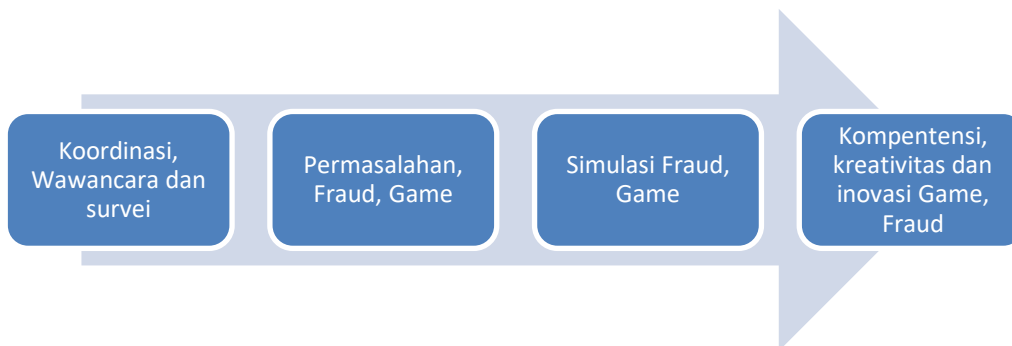 Koordinasi,
Wawancara dan
survei
Permasalahan,
Fraud, Game
Simulasi Fraud,
Game
Kompentensi,
kreativitas dan
inovasi Game,
Fraud